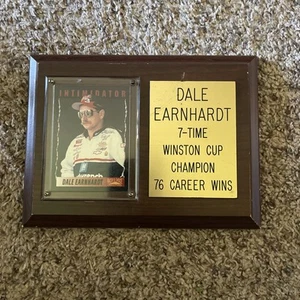 INTIMIDATOR
DALE EARNHARDT
DALE
EARNHARDT
7-TIME
WINSTON CUP
CHAMPION
76 CAREER WINS